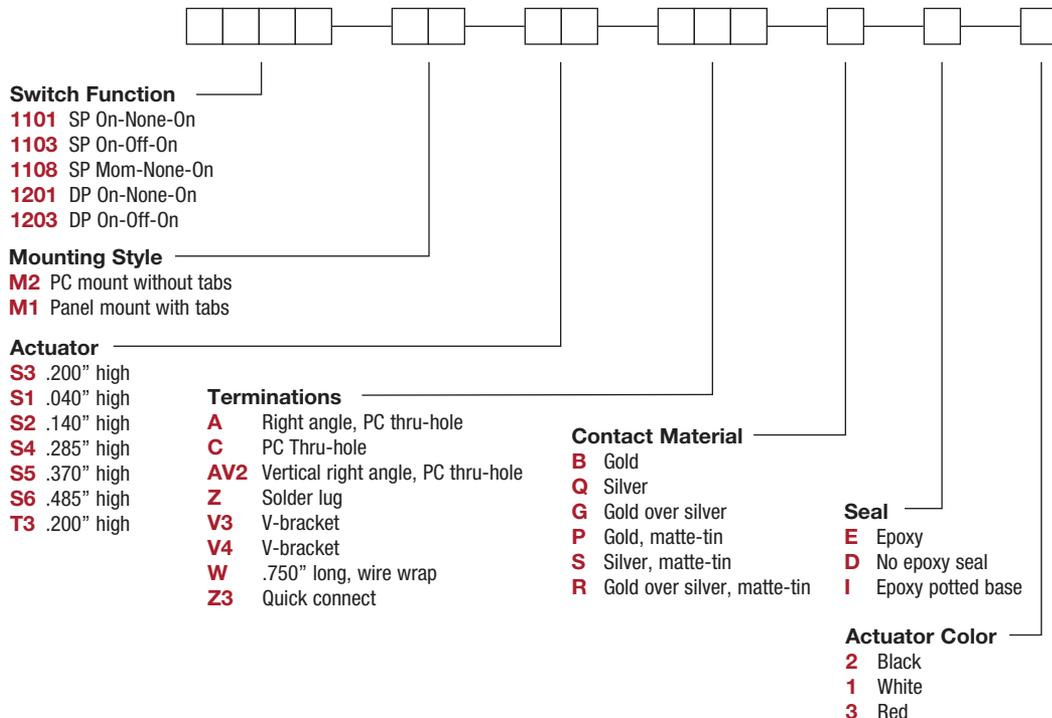 Switch Function
1101 SP On-None-On
1103 SP On-Off-On
1108 SP Mom-None-On
1201 DP On-None-On
1203 DP On-Off-On
Mounting Style
M2 PC mount without tabs
M1 Panel mount with tabs
Actuator
S3 .200” high
S1 .040” high
S2 .140” high
S4 .285” high
S5 .370” high
S6 .485” high
T3 .200” high
Terminations
A Right angle, PC thru-hole
C PC Thru-hole
AV2 Vertical right angle, PC thru-hole
Z Solder lug
V3 V-bracket
V4 V-bracket
W .750” long, wire wrap
Z3 Quick connect
Contact Material
B Gold
Q Silver
G Gold over silver
P Gold, matte-tin
S Silver, matte-tin
R Gold over silver, matte-tin
Seal
E Epoxy
D No epoxy seal
I Epoxy potted base
Actuator Color
2 Black
1 White
3 Red